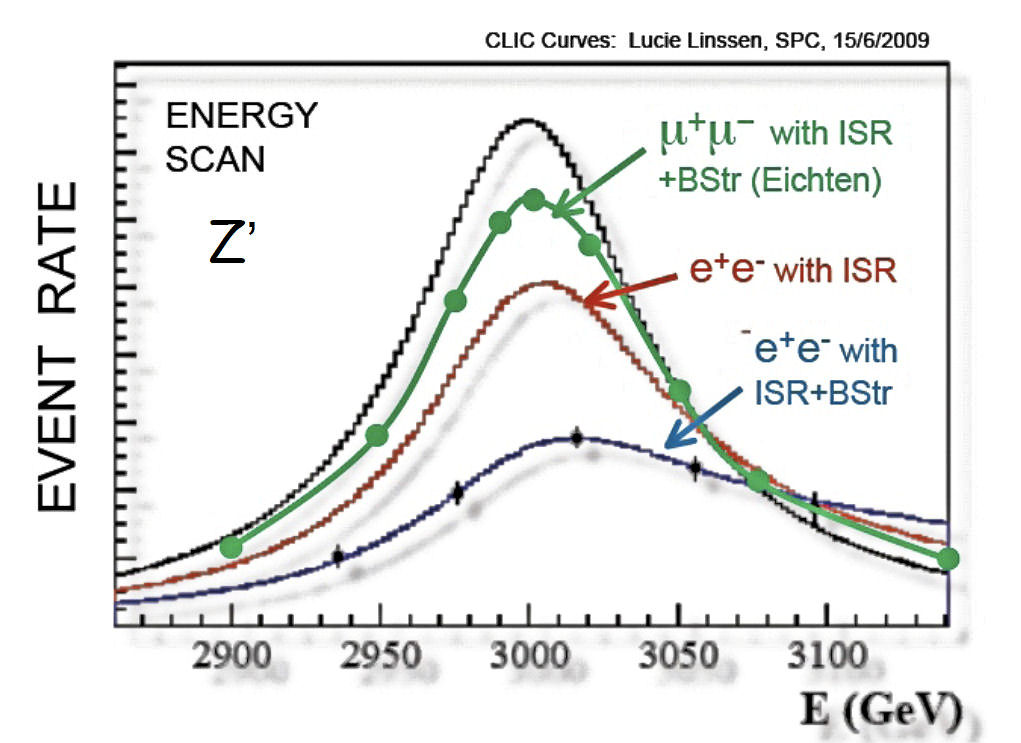 CLIC Curves: Lucie Linssen, SPC, 15/6/2009
ENERGY
SCAN
Z’
μ⁺μ⁻ with ISR
+BStr (Eichten)
e⁺e⁻ with ISR
⁻e⁺e⁻ with
ISR+BStr
EVENT RATE
2900 2950 3000 3050 3100
E (GeV)